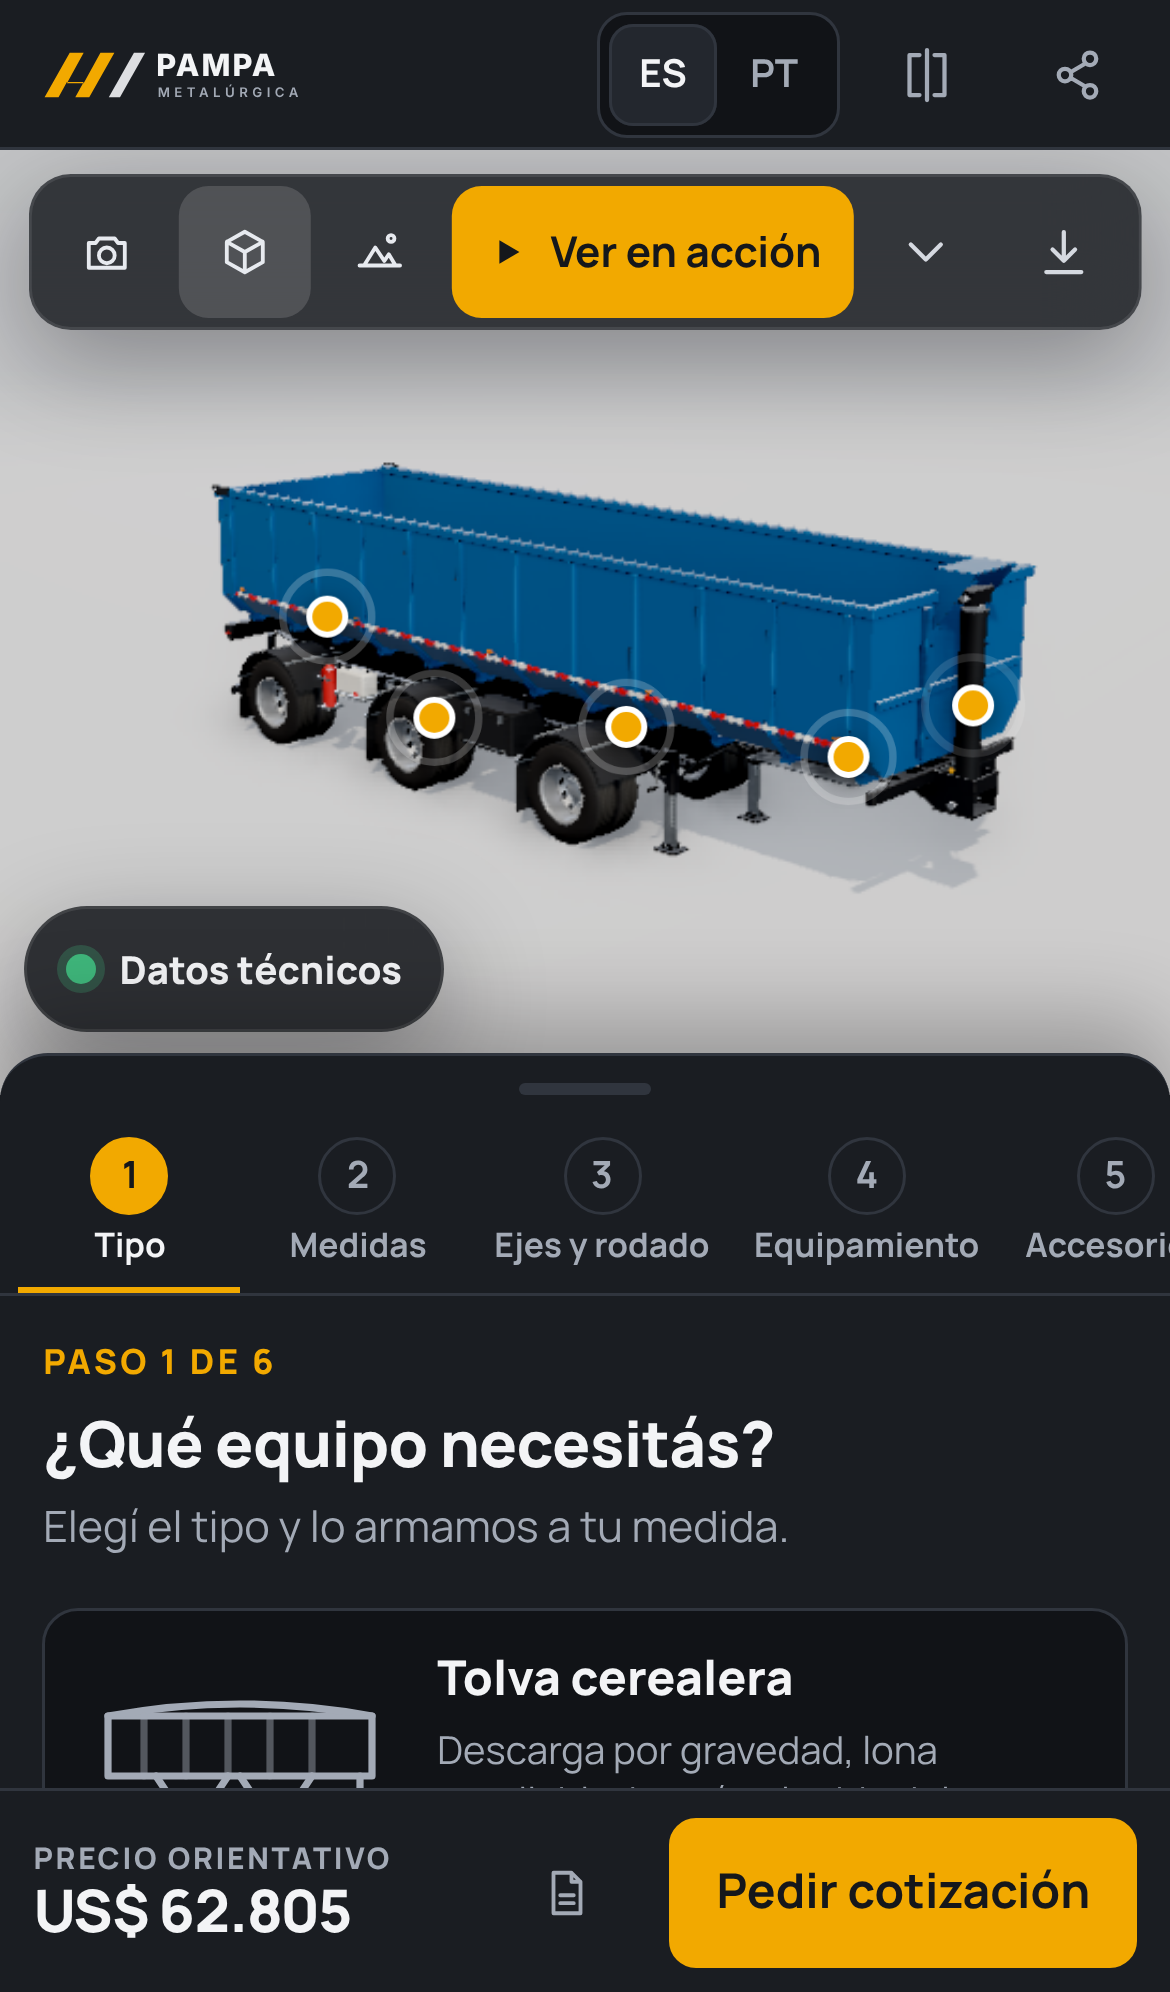 PAMPA
METALÚRGICA
ES
PT
Ver en acción
Datos técnicos
1
2
3
4
5
Tipo
Medidas
Ejes y rodado
Equipamiento
PASO 1 DE 6
¿Qué equipo necesitás?
Elegí el tipo y lo armamos a tu medida.
Tolva cerealera
Descarga por gravedad, lona
PRECIO ORIENTATIVO
US$ 62.805
Pedir cotización